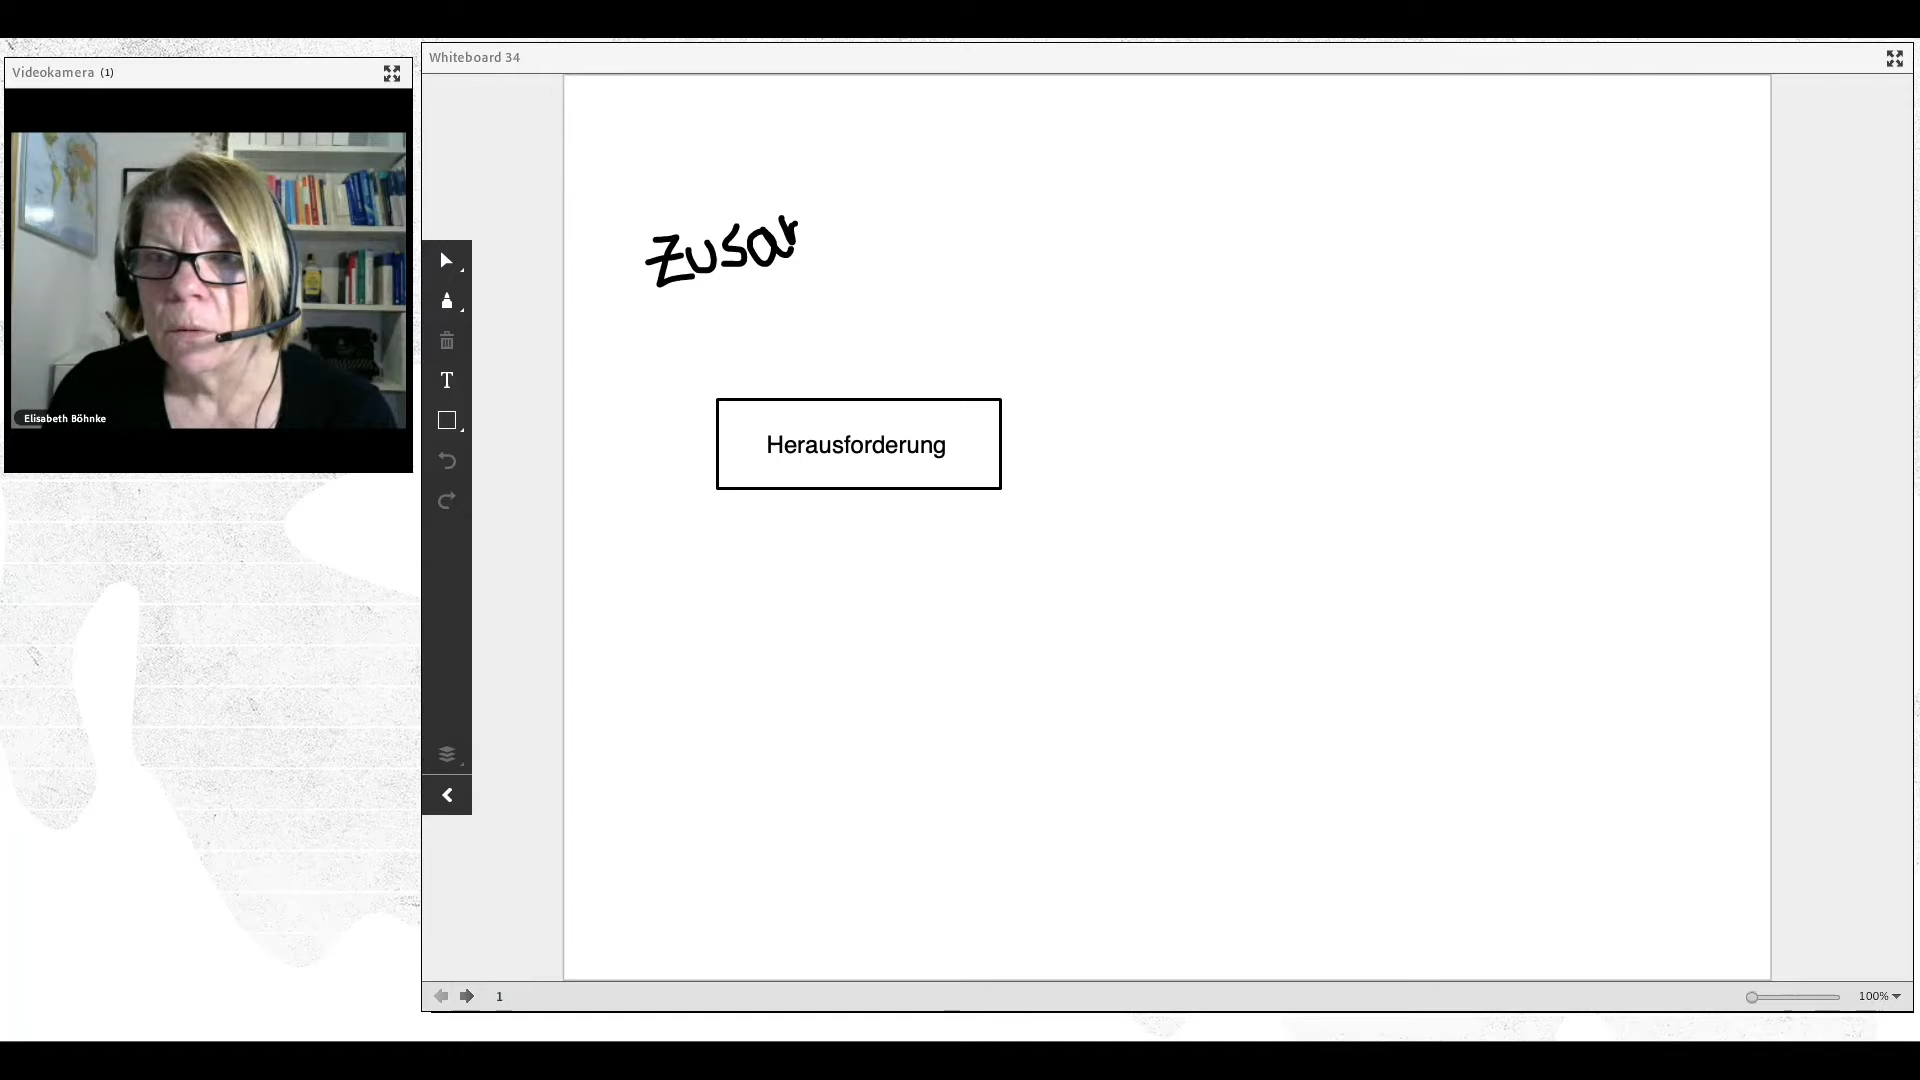 Videokamera (1)
Elisabeth Böhnke
Whiteboard 34
Zusar
Herausforderung
T
1
100%